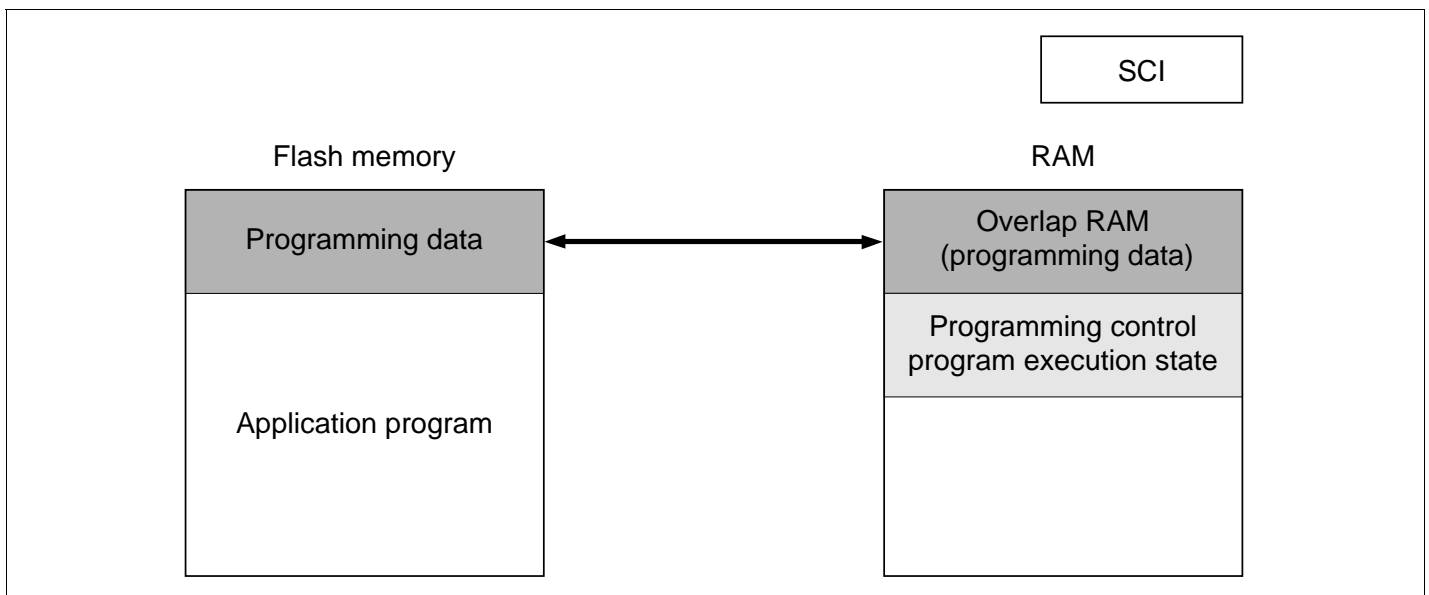 SCI
Flash memory
RAM
Programming data
Overlap RAM
(programming data)
Programming control
program execution state
Application program